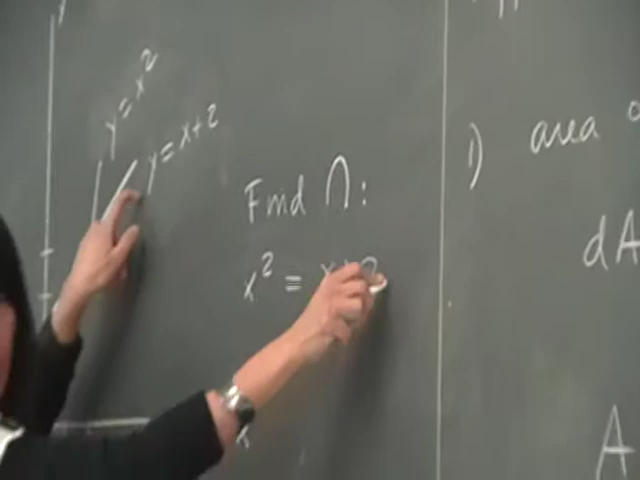 y = x²
y = x+2
Find ∩:
x² = x+2
1) area
dA
A